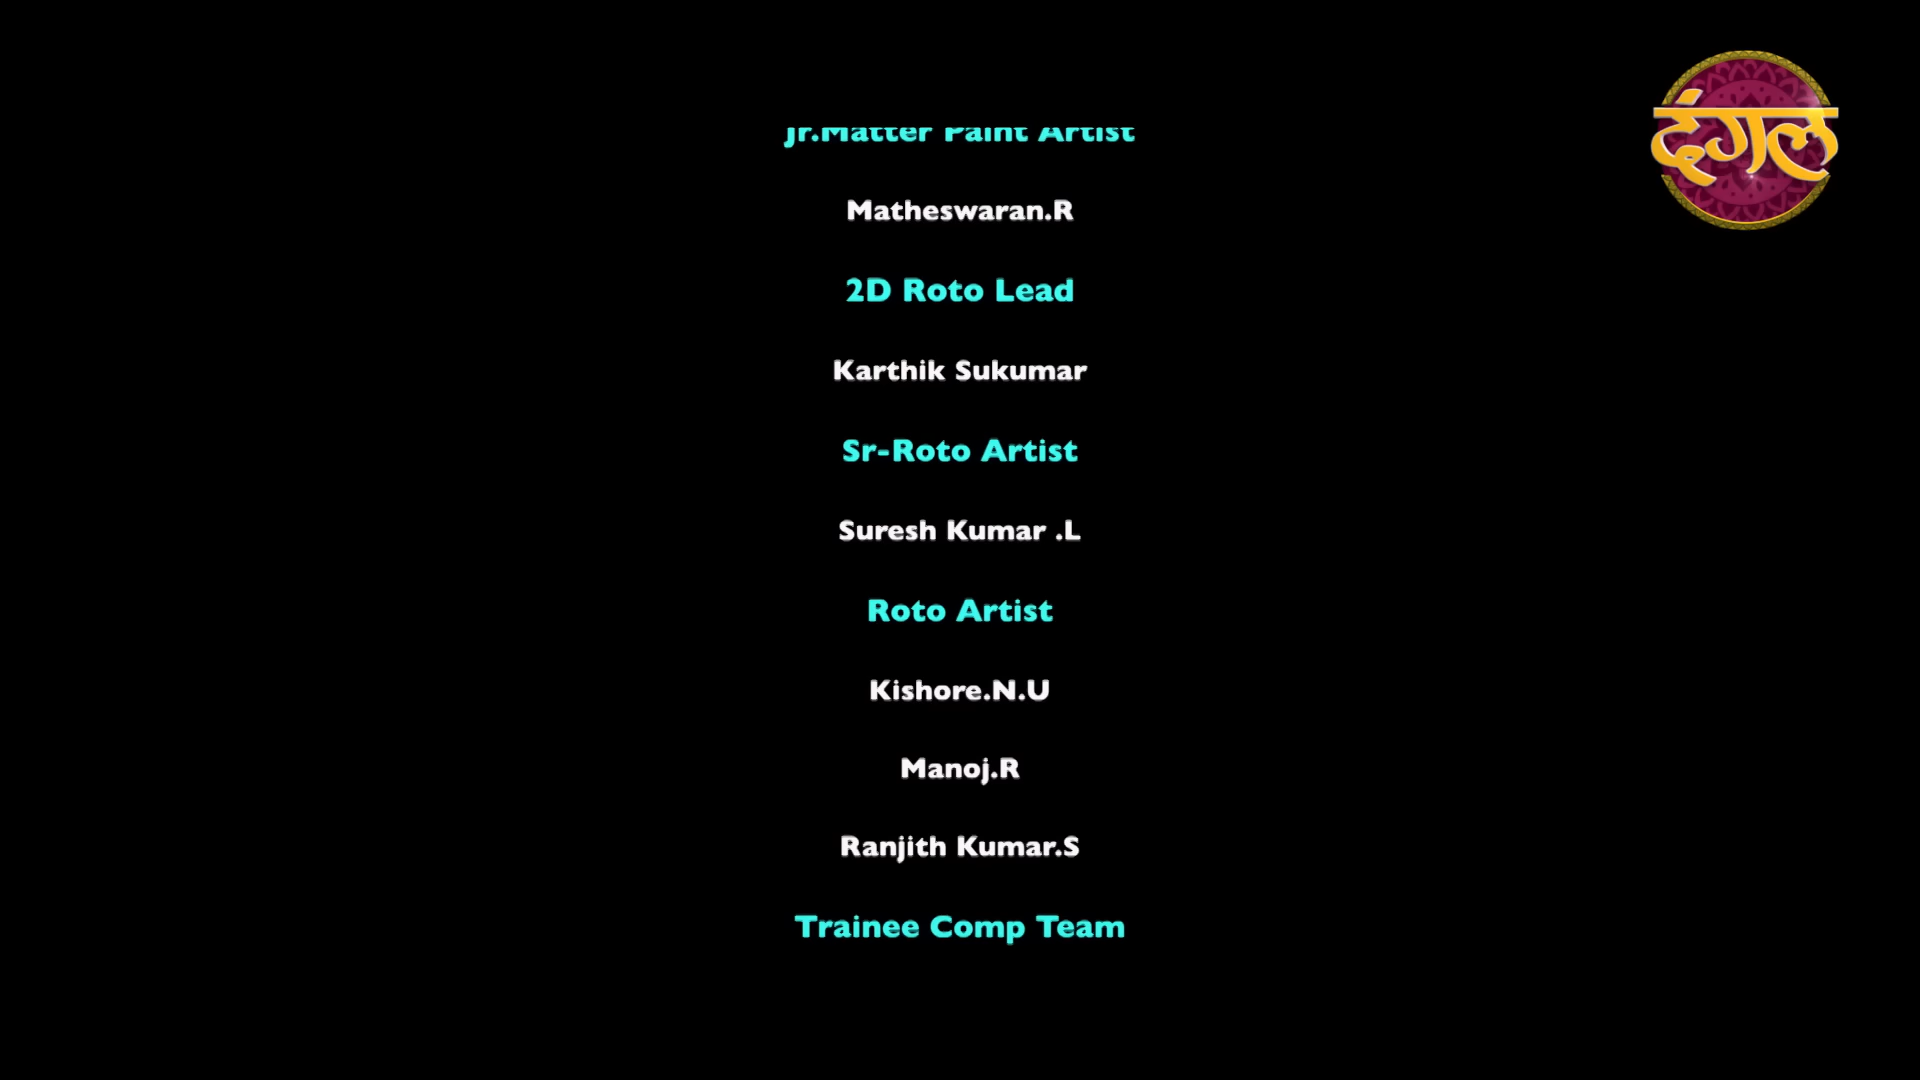 Jr.Matter Paint Artist
दंगल
Matheswaran.R
2D Roto Lead
Karthik Sukumar
Sr-Roto Artist
Suresh Kumar .L
Roto Artist
Kishore.N.U
Manoj.R
Ranjith Kumar.S
Trainee Comp Team